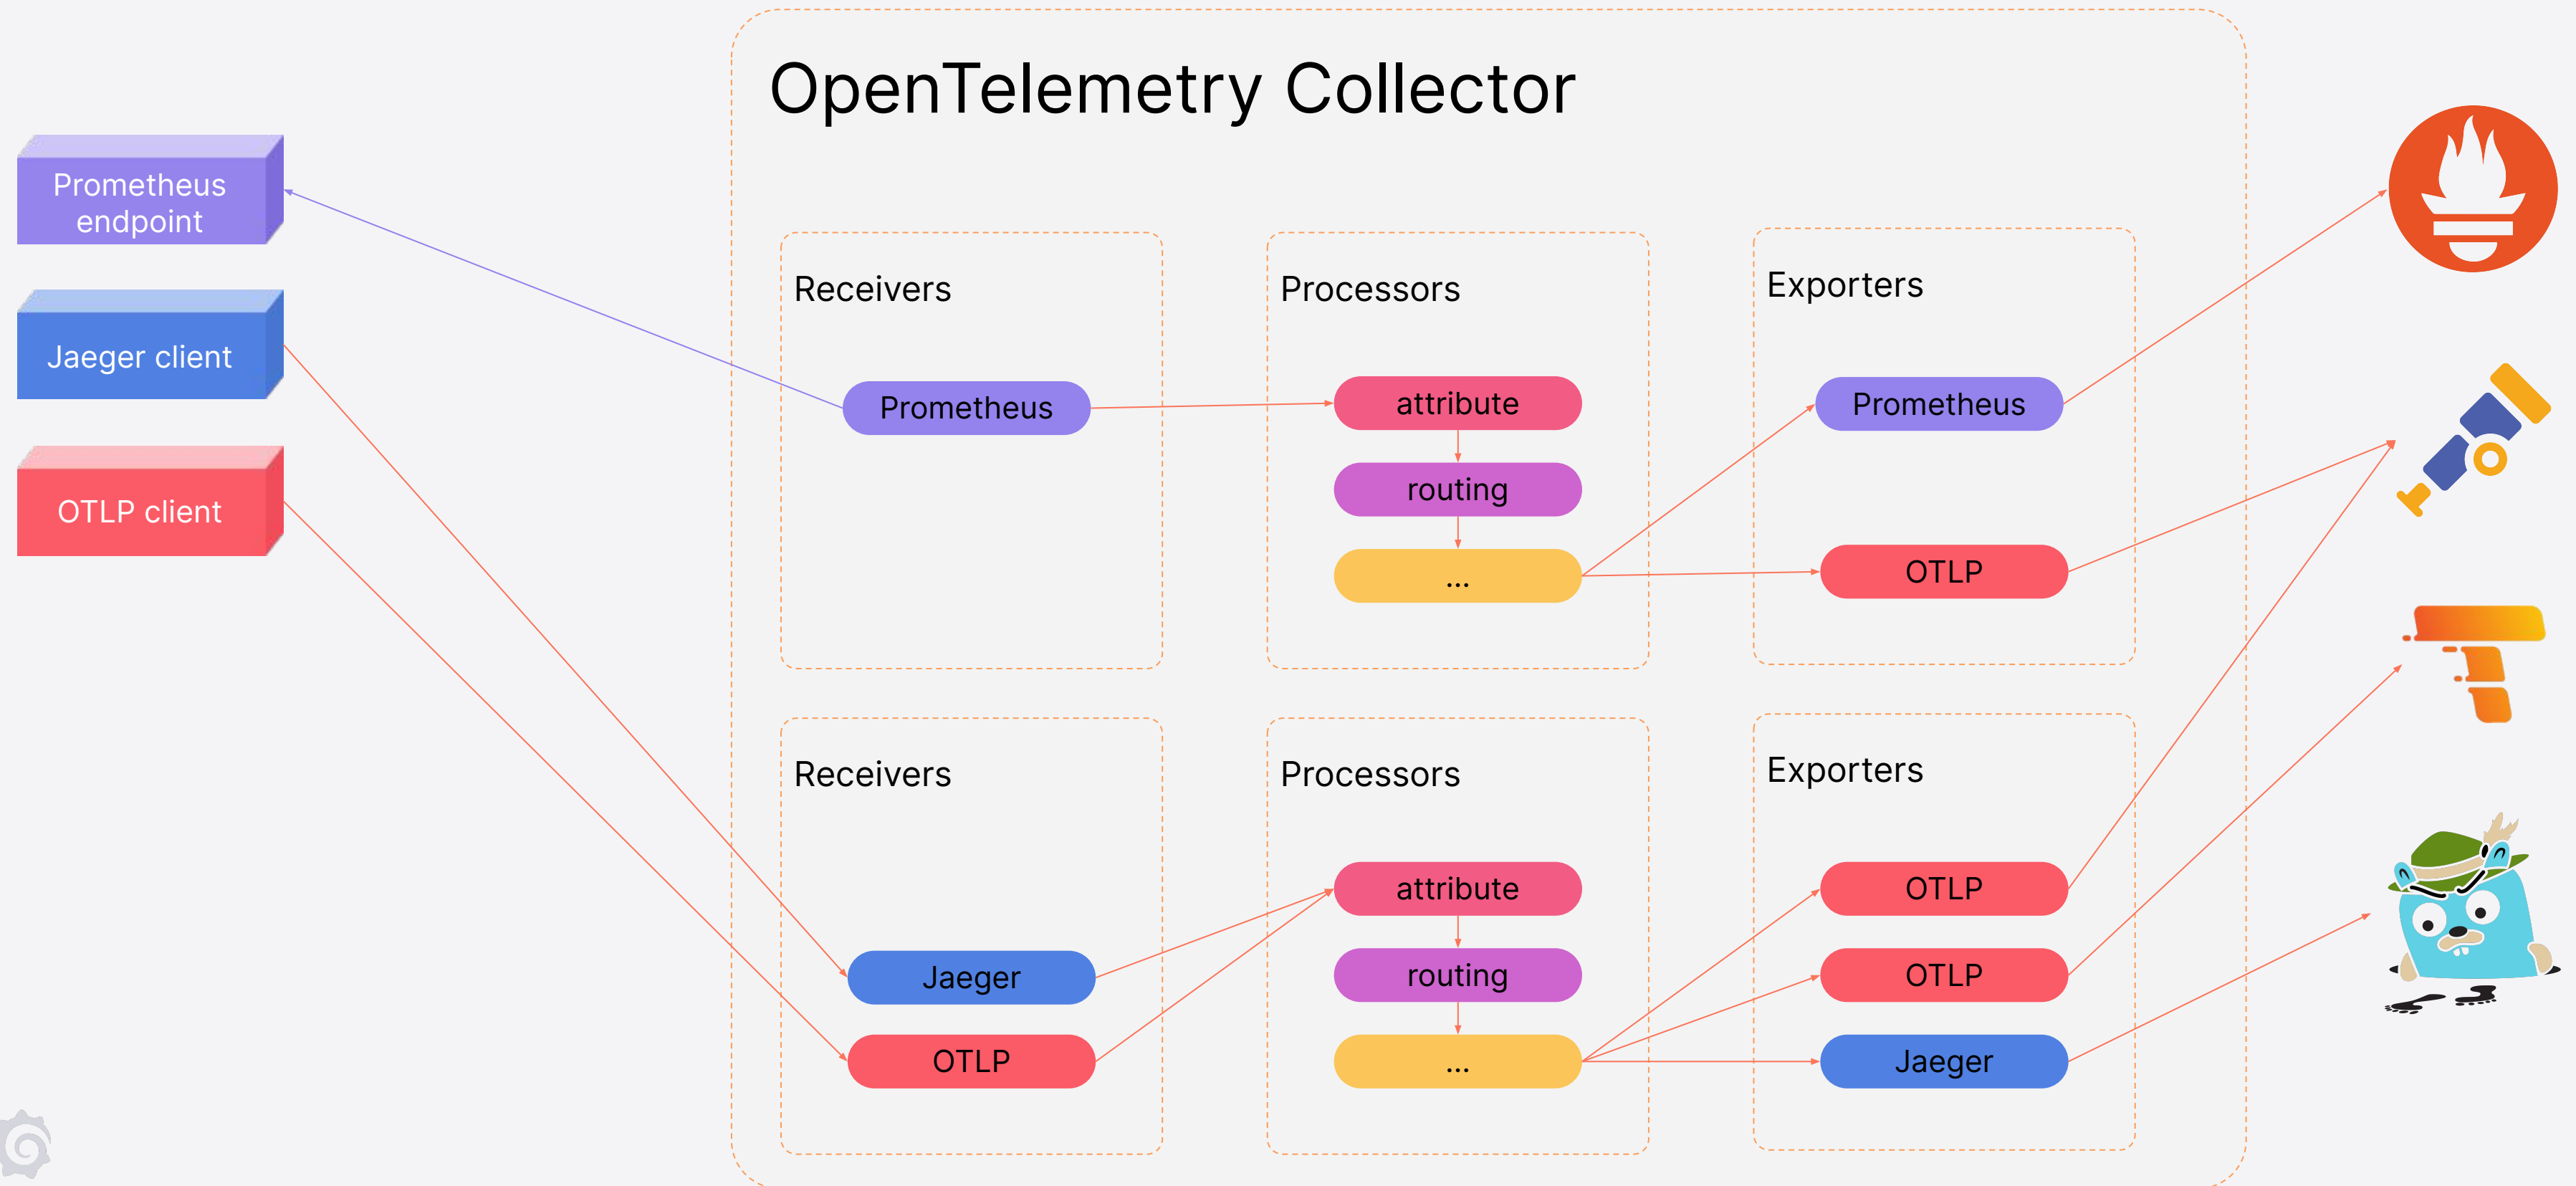 OpenTelemetry Collector
Prometheus
endpoint
Jaeger client
OTLP client
Receivers
Prometheus
Processors
attribute
routing
...
Exporters
Prometheus
OTLP
Receivers
Jaeger
OTLP
Processors
attribute
routing
...
Exporters
OTLP
OTLP
Jaeger